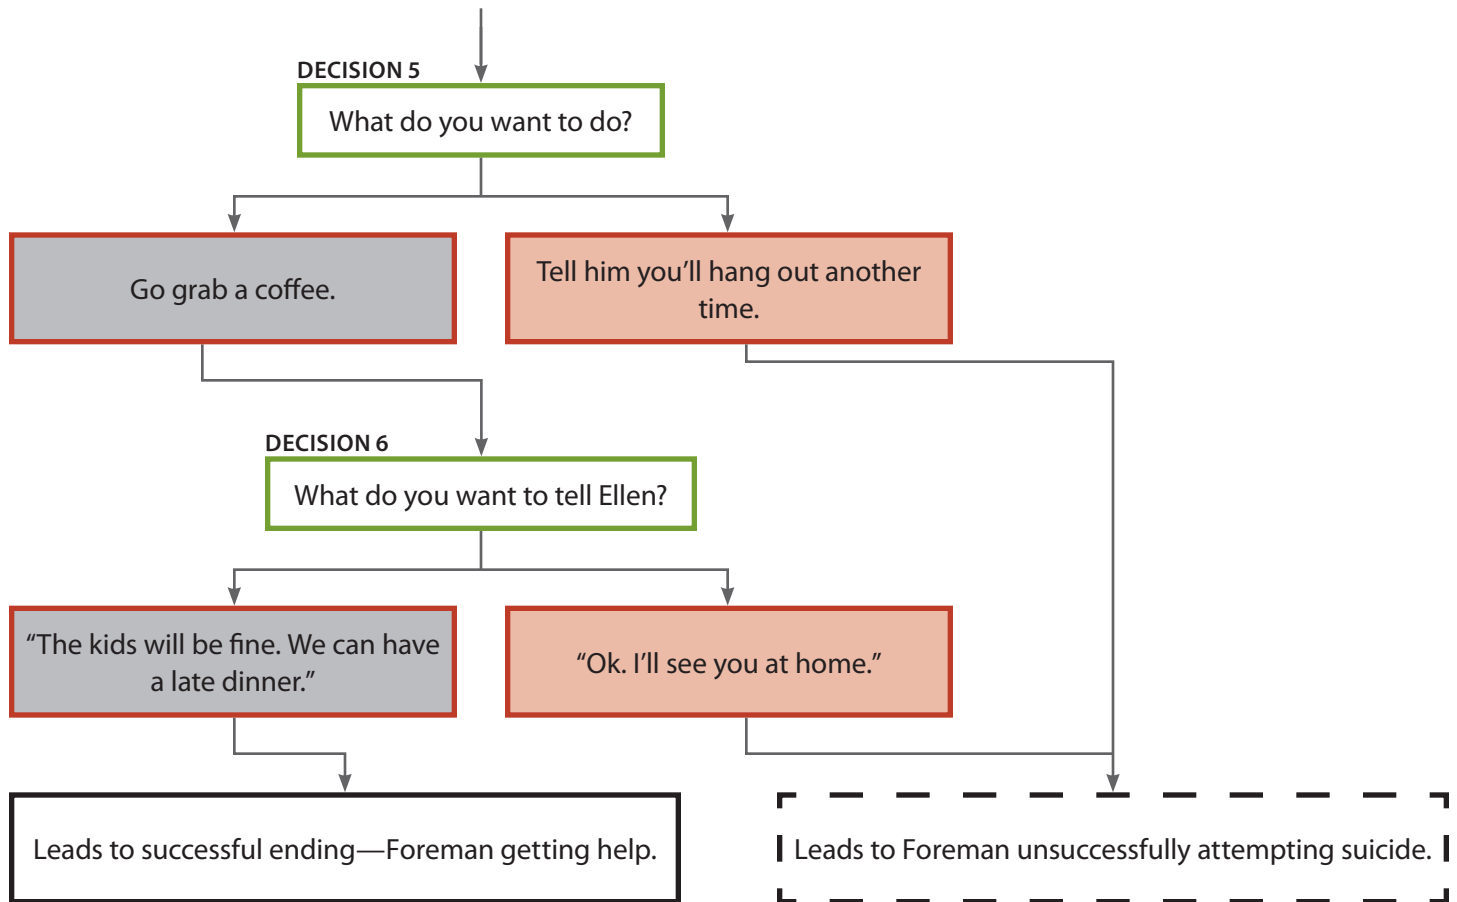 DECISION 5
What do you want to do?
Go grab a coffee.
Tell him you’ll hang out another
time.
DECISION 6
What do you want to tell Ellen?
“The kids will be fine. We can have
a late dinner.”
“Ok. I’ll see you at home.”
Leads to successful ending—Foreman getting help.
Leads to Foreman unsuccessfully attempting suicide.